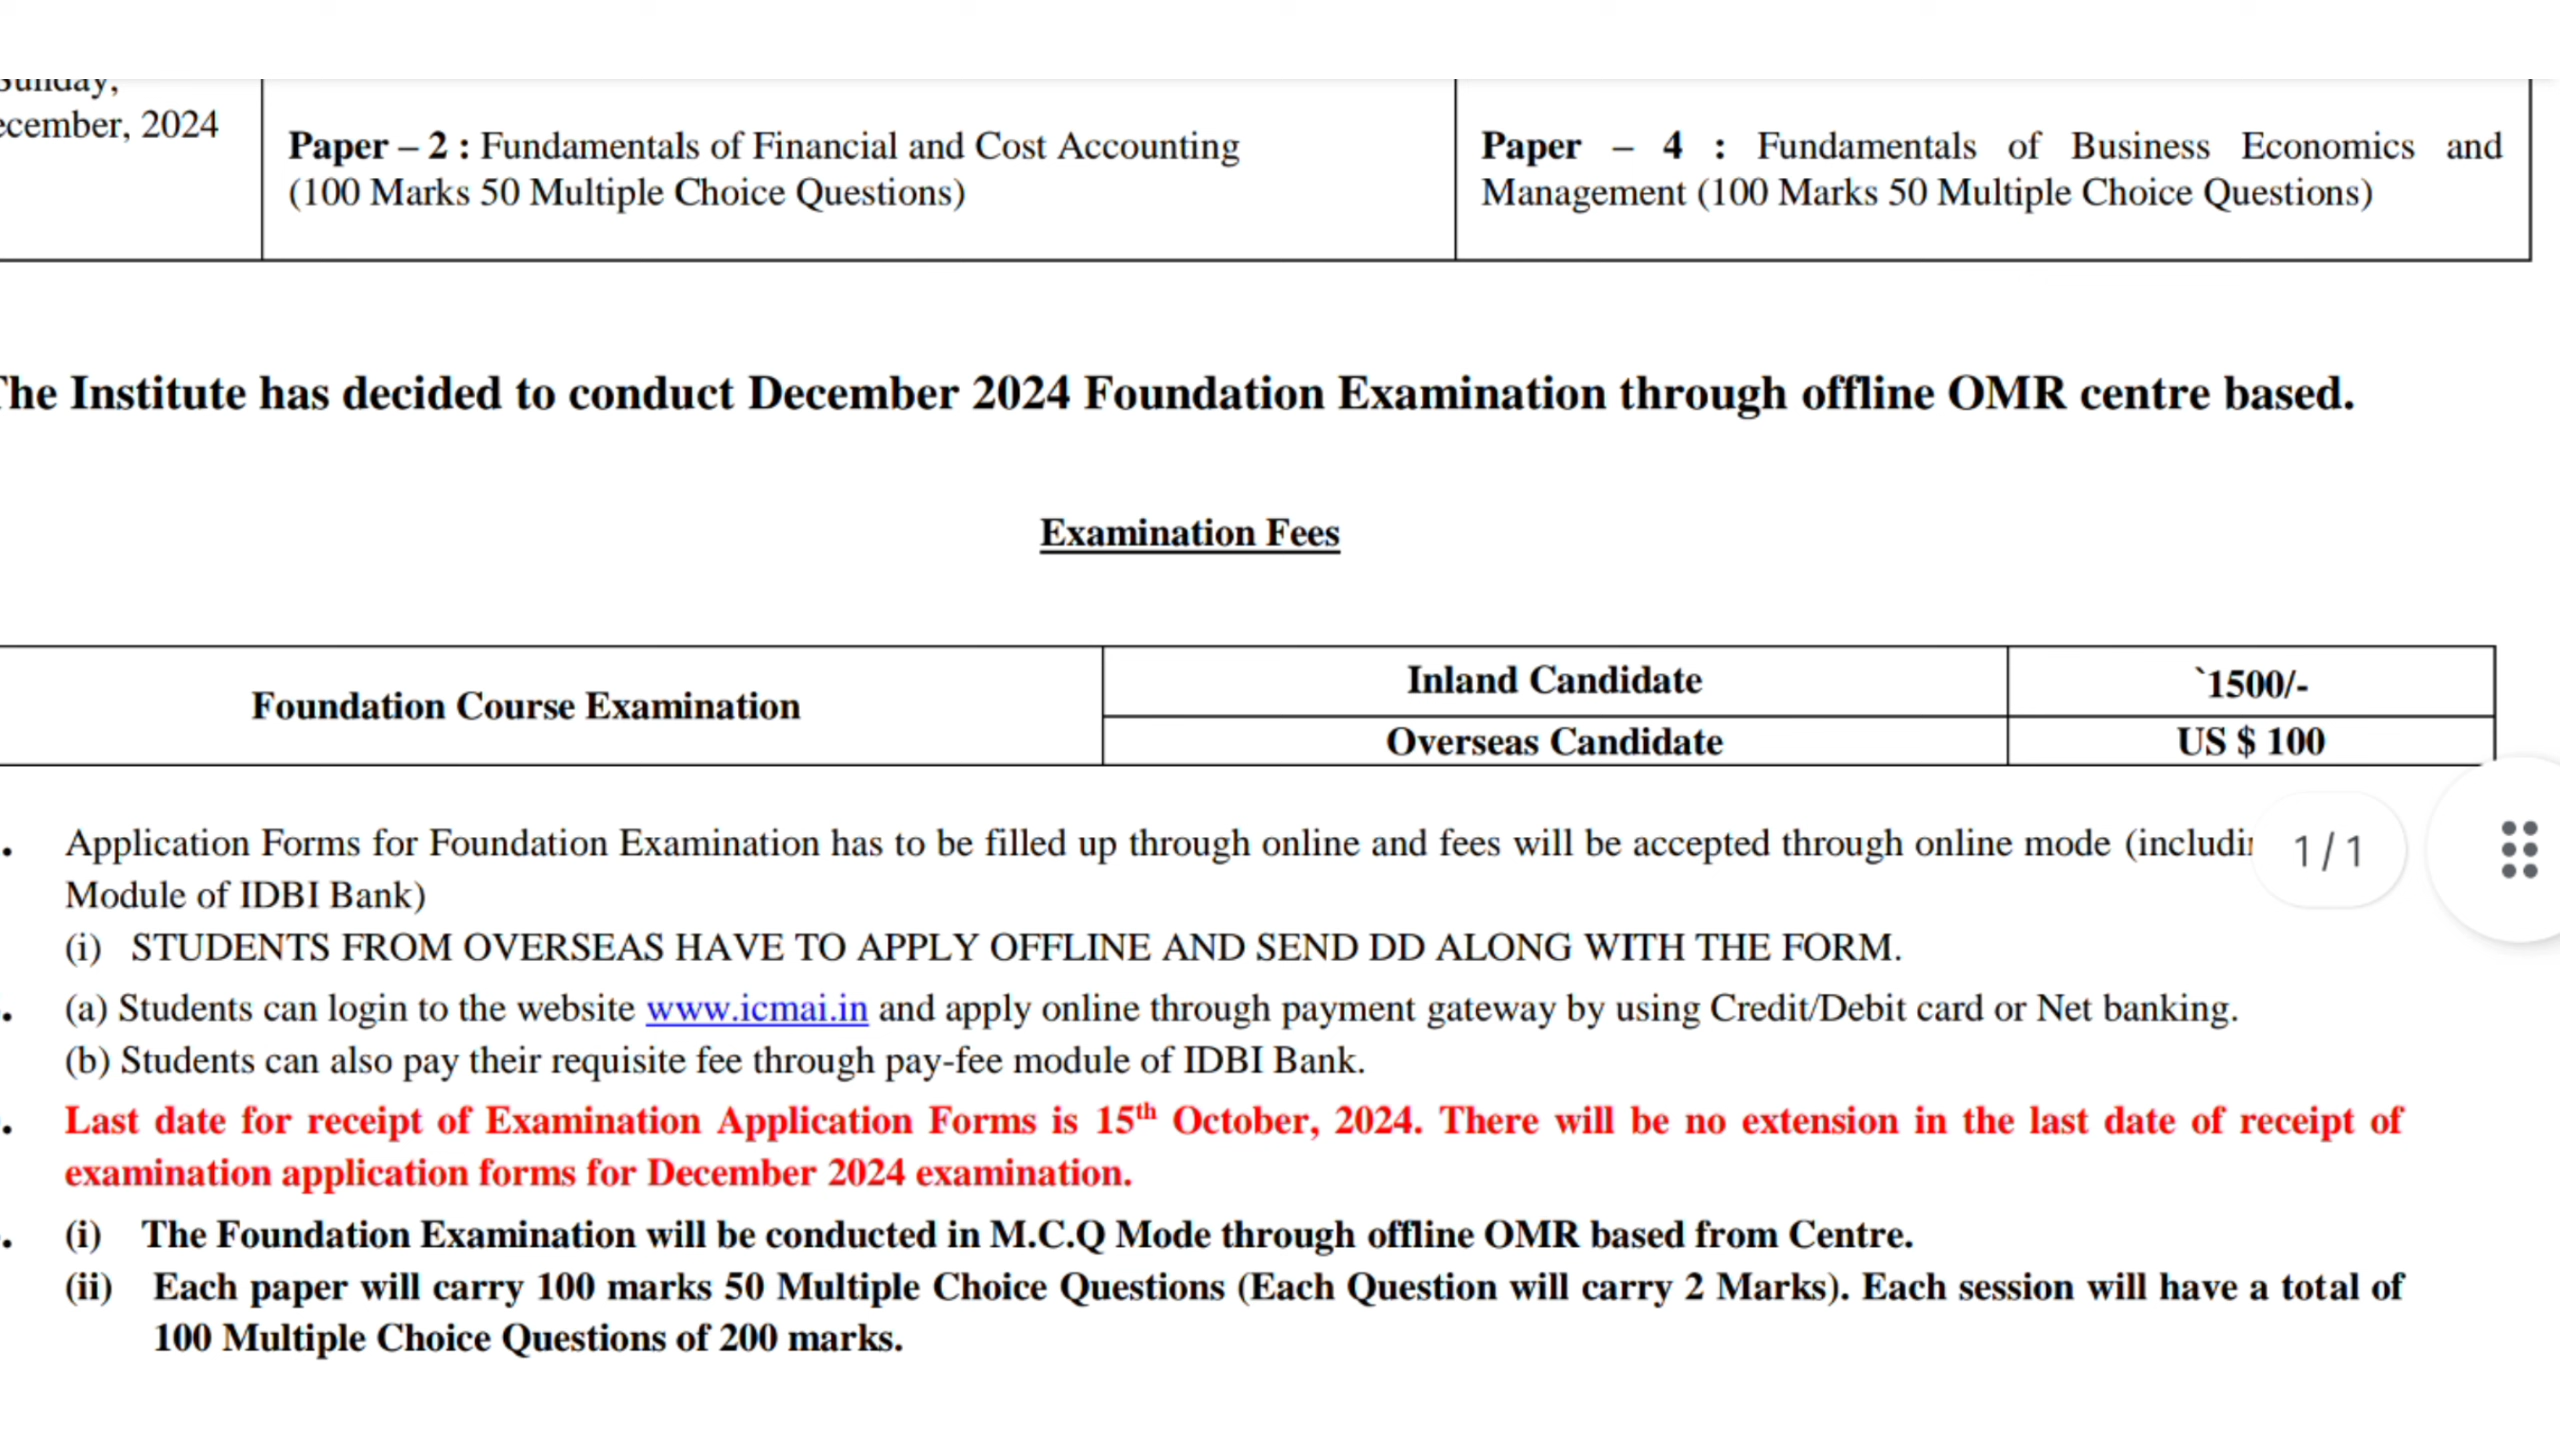 2024
Paper – 2 : Fundamentals of Financial and Cost Accounting
(100 Marks 50 Multiple Choice Questions)
Paper – 4 : Fundamentals of Business Economics and
Management (100 Marks 50 Multiple Choice Questions)
The Institute has decided to conduct December 2024 Foundation Examination through offline OMR centre based.
Examination Fees
Foundation Course Examination
Inland Candidate
`1500/-
Overseas Candidate
US $ 100
Application Forms for Foundation Examination has to be filled up through online and fees will be accepted through online mode
1 / 1
Module of IDBI Bank)
(i) STUDENTS FROM OVERSEAS HAVE TO APPLY OFFLINE AND SEND DD ALONG WITH THE FORM.
(a) Students can login to the website www.icmai.in and apply online through payment gateway by using Credit/Debit card or Net banking.
(b) Students can also pay their requisite fee through pay-fee module of IDBI Bank.
Last date for receipt of Examination Application Forms is 15th October, 2024. There will be no extension in the last date of receipt of
examination application forms for December 2024 examination.
(i) The Foundation Examination will be conducted in M.C.Q Mode through offline OMR based from Centre.
(ii) Each paper will carry 100 marks 50 Multiple Choice Questions (Each Question will carry 2 Marks). Each session will have a total of
100 Multiple Choice Questions of 200 marks.